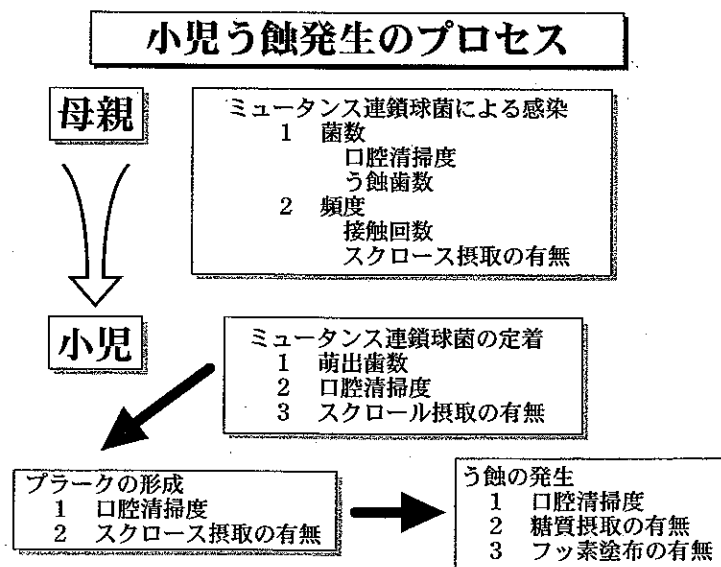 小児う蝕発生のプロセス
母親
ミュータンス連鎖球菌による感染
1 菌数
口腔清掃度
う蝕歯数
2 頻度
接触回数
スクロース摂取の有無
小児
ミュータンス連鎖球菌の定着
1 萌出歯数
2 口腔清掃度
3 スクロール摂取の有無
プラークの形成
1 口腔清掃度
2 スクロース摂取の有無
う蝕の発生
1 口腔清掃度
2 糖質摂取の有無
3 フッ素塗布の有無